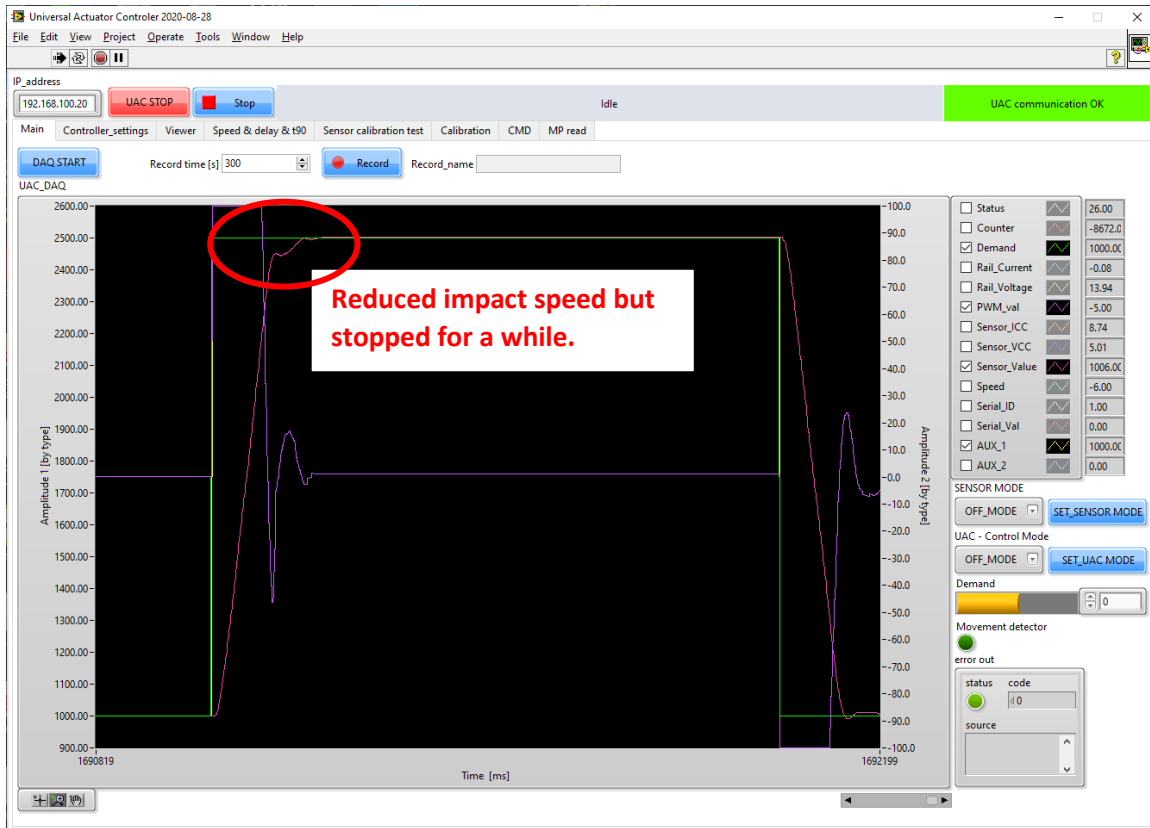 Universal Actuator Controler 2020-08-28
File Edit View Project Operate Tools Window Help
IP_address
192.168.100.20 UAC STOP Stop Idle UAC communication OK
Main Controller_settings Viewer Speed & delay & t90 Sensor calibration test Calibration CMD MP read
DAQ START Record time [s] 300 Record Record_name
UAC_DAQ
2600.00
2500.00
2400.00
2300.00
2200.00
2100.00
2000.00
1900.00
1800.00
1700.00
1600.00
1500.00
1400.00
1300.00
1200.00
1100.00
1000.00
900.00
Amplitude 1 [by type]
Reduced impact speed but
stopped for a while.
100.0
90.0
80.0
70.0
60.0
50.0
40.0
30.0
20.0
10.0
0.0
-10.0
-20.0
-30.0
-40.0
-50.0
-60.0
-70.0
-80.0
-90.0
-100.0
Amplitude 2 [by type]
1690819 1692199
Time [ms]
Status 26.00
Counter -8672.0
Demand 1000.00
Rail_Current -0.08
Rail_Voltage 13.94
PWM_val -5.00
Sensor_ICC 8.74
Sensor_VCC 5.01
Sensor_Value 1006.00
Speed -6.00
Serial_ID 1.00
Serial_Val 0.00
AUX_1 1000.00
AUX_2 0.00
SENSOR MODE
OFF_MODE SET_SENSOR MODE
UAC - Control Mode
OFF_MODE SET_UAC MODE
Demand
0
Movement detector
error out
status code
d 0
source